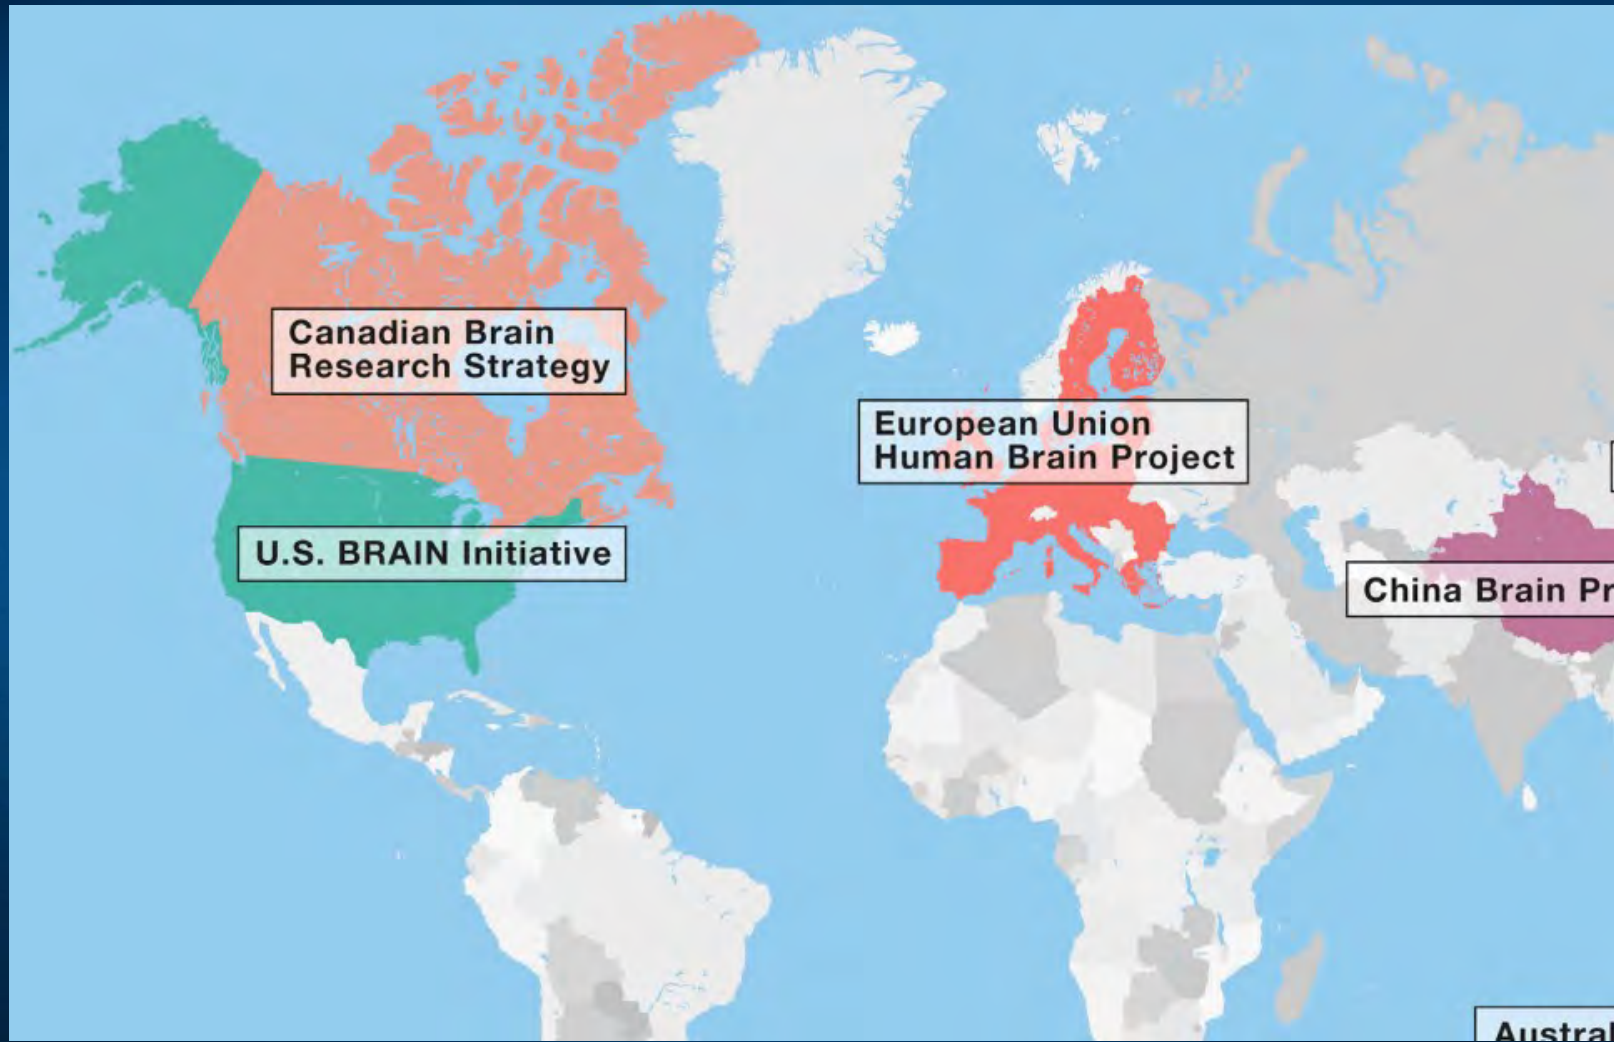 Canadian Brain
Research Strategy
European Union
Human Brain Project
U.S. BRAIN Initiative
China Brain Pr
Austral